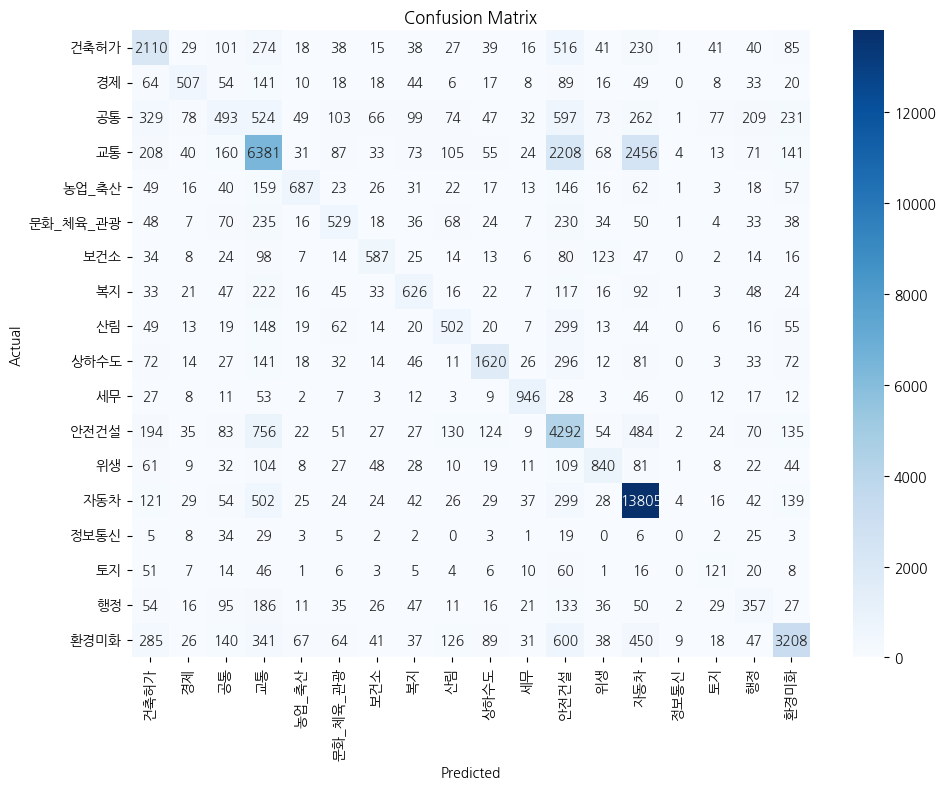 Confusion Matrix
건축허가 2110 29 101 274 18 38 15 38 27 39 16 516 41 230 1 41 40 85
경제 64 507 54 141 10 18 18 44 6 17 8 89 16 49 0 8 33 20
공통 329 78 493 524 49 103 66 99 74 47 32 597 73 262 1 77 209 231
교통 208 40 160 6381 31 87 33 73 105 55 24 2208 68 2456 4 13 71 141
농업_축산 49 16 40 159 687 23 26 31 22 17 13 146 16 62 1 3 18 57
문화_체육_관광 48 7 70 235 16 529 18 36 68 24 7 230 34 50 1 4 33 38
보건소 34 8 24 98 7 14 587 25 14 13 6 80 123 47 0 2 14 16
복지 33 21 47 222 16 45 33 626 16 22 7 117 16 92 1 3 48 24
산림 49 13 19 148 19 62 14 20 502 20 7 299 13 44 0 6 16 55
상하수도 72 14 27 141 18 32 14 46 11 1620 26 296 12 81 0 3 33 72
세무 27 8 11 53 2 7 3 12 3 9 946 28 3 46 0 12 17 12
안전건설 194 35 83 756 22 51 27 27 130 124 9 4292 54 484 2 24 70 135
위생 61 9 32 104 8 27 48 28 10 19 11 109 840 81 1 8 22 44
자동차 121 29 54 502 25 24 24 42 26 29 37 299 28 13805 4 16 42 139
정보통신 5 8 34 29 3 5 2 2 0 3 1 19 0 6 0 2 25 3
토지 51 7 14 46 1 6 3 5 4 6 10 60 1 16 0 121 20 8
행정 54 16 95 186 11 35 26 47 11 16 21 133 36 50 2 29 357 27
환경미화 285 26 140 341 67 64 41 37 126 89 31 600 38 450 9 18 47 3208
건축허가 경제 공통 교통 농업_축산 문화_체육_관광 보건소 복지 산림 상하수도 세무 안전건설 위생 자동차 정보통신 토지 행정 환경미화
Predicted
Actual
12000
10000
8000
6000
4000
2000
0